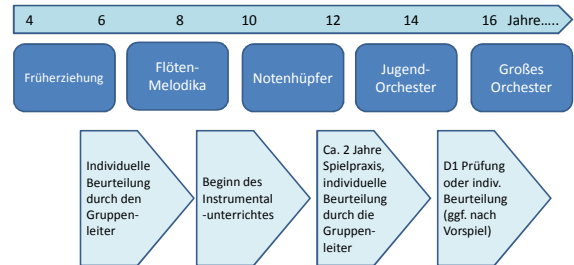 4 6 8 10 12 14 16 Jahre.....
Früherziehung
Flöten-
Melodika
Notenhüpfer
Jugend-
Orchester
Großes
Orchester
Individuelle
Beurteilung
durch den
Gruppen-
leiter
Beginn des
Instrumental
-unterrichtes
Ca. 2 Jahre
Spielpraxis,
individuelle
Beurteilung
durch die
Gruppen-
leiter
D1 Prüfung
oder indiv.
Beurteilung
(ggf. nach
Vorspiel)